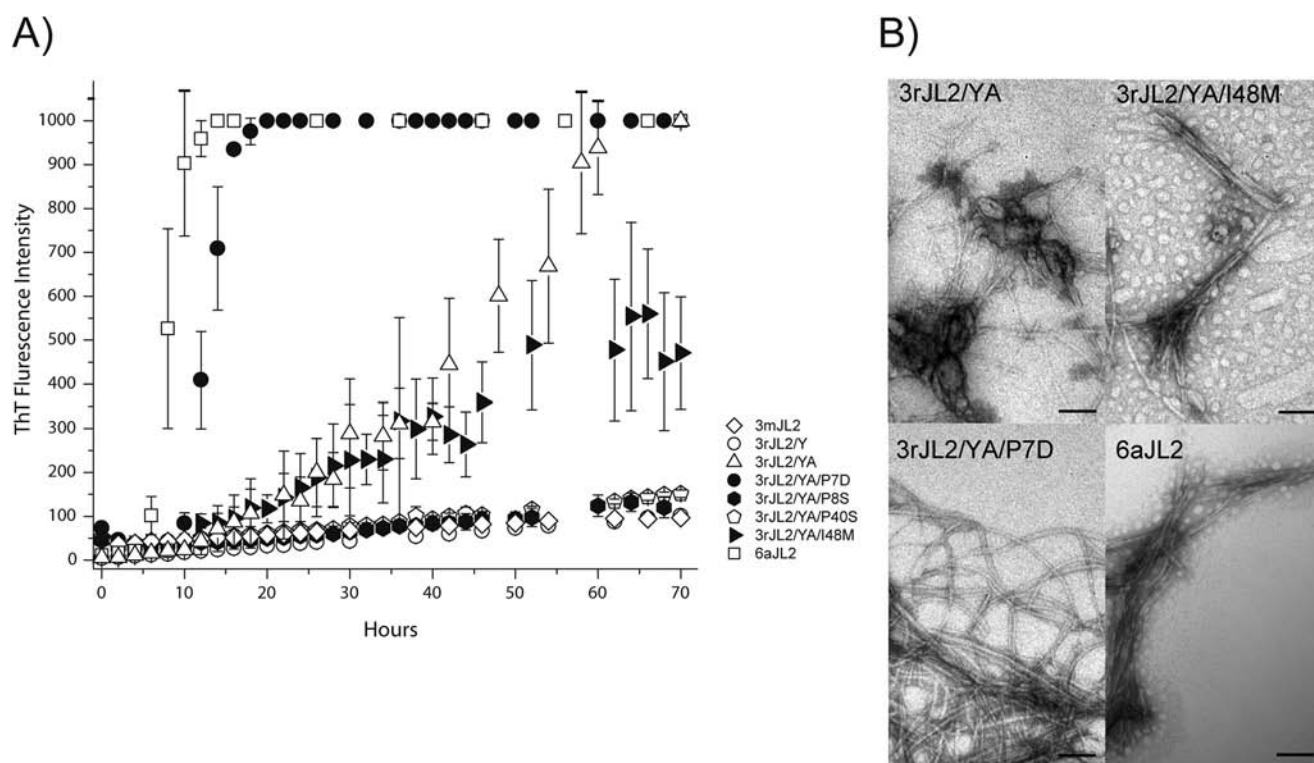 A)
ThT Flurescence Intensity
1000
900
800
700
600
500
400
300
200
100
0
0 10 20 30 40 50 60 70
Hours
3mJL2
3rJL2/Y
3rJL2/YA
3rJL2/YA/P7D
3rJL2/YA/P8S
3rJL2/YA/P40S
3rJL2/YA/I48M
6aJL2
B)
3rJL2/YA
3rJL2/YA/I48M
3rJL2/YA/P7D
6aJL2